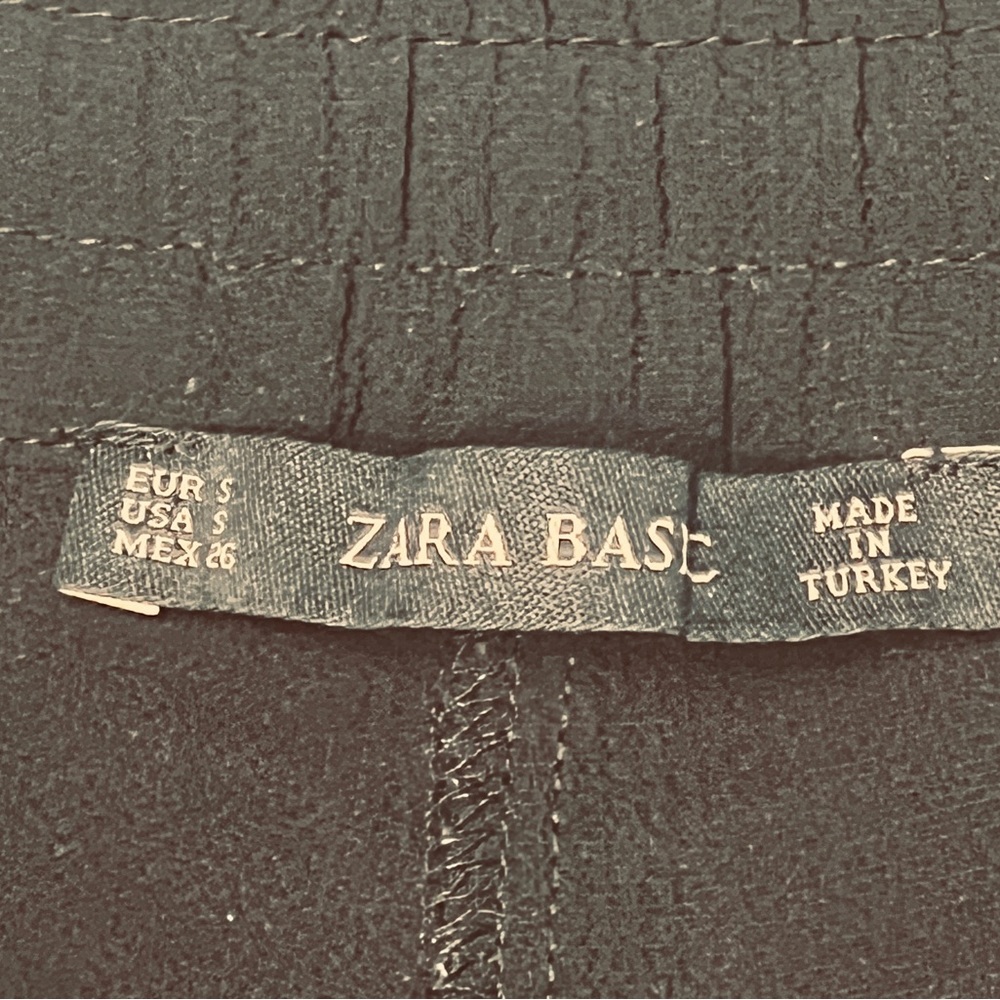 EUR S
USA S
MEX 26
ZARA BASIC
MADE
IN
TURKEY